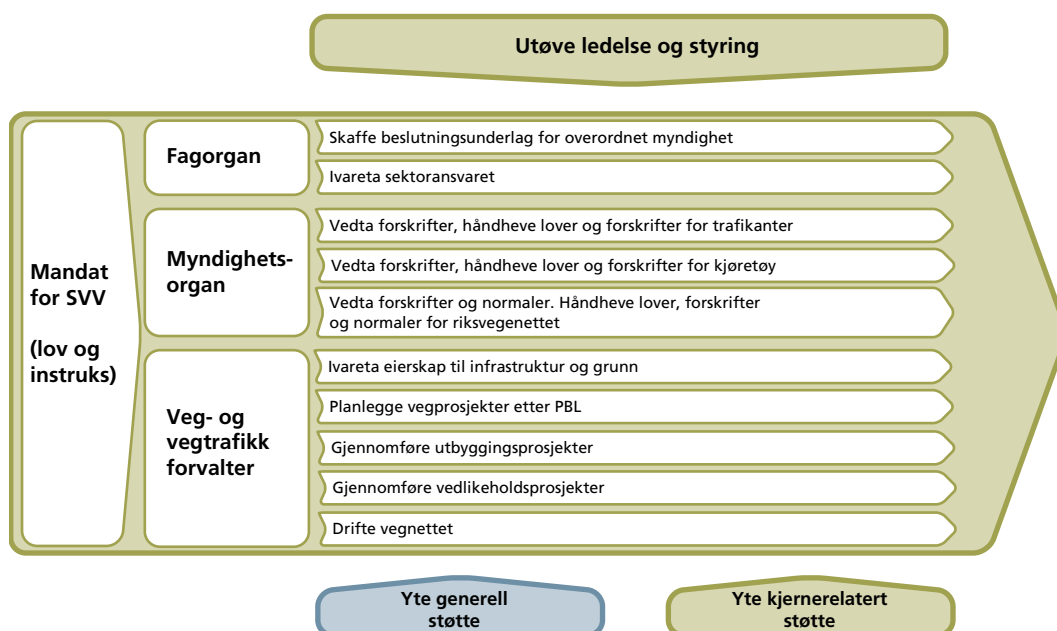 Utøve ledelse og styring
Mandat
for SVV
(lov og
instruks)
Fagorgan
Skaffe beslutningsunderlag for overordnet myndighet
Ivareta sektoransvaret
Myndighets-
organ
Vedta forskrifter, håndheve lover og forskrifter for trafikanter
Vedta forskrifter, håndheve lover og forskrifter for kjøretøy
Vedta forskrifter og normaler. Håndheve lover, forskrifter
og normaler for riksvegenettet
Veg- og
vegtrafikk
forvalter
Ivareta eierskap til infrastruktur og grunn
Planlegge vegprosjekter etter PBL
Gjennomføre utbyggingsprosjekter
Gjennomføre vedlikeholdsprosjekter
Drifte vegnettet
Yte generell
støtte
Yte kjernerelatert
støtte